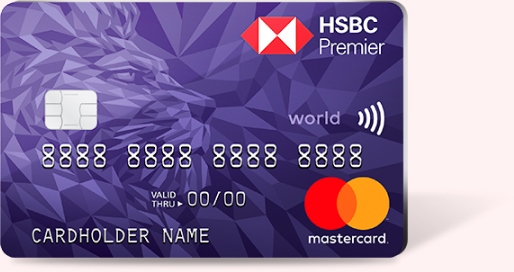 HSBC
Premier
world
8888 8888 8888 8888
VALID
THRU ▸ 00/00
CARDHOLDER NAME
mastercard.